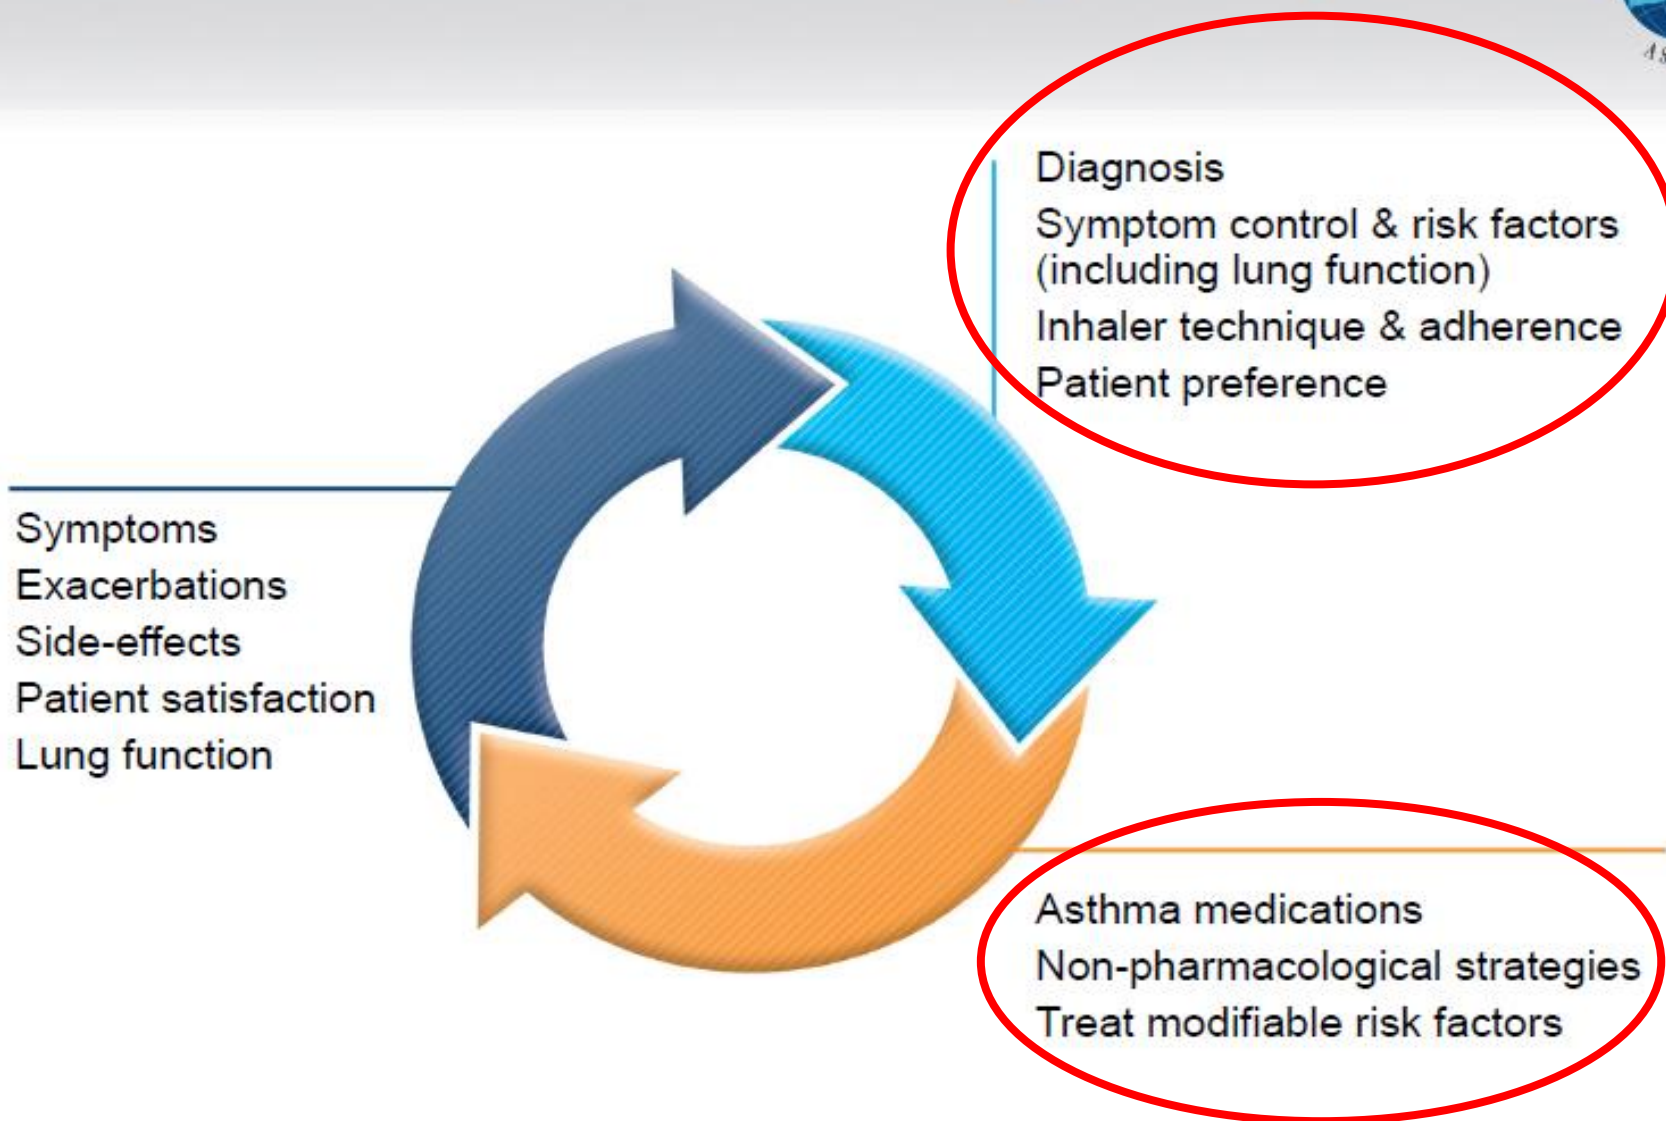 Diagnosis
Symptom control & risk factors
(including lung function)
Inhaler technique & adherence
Patient preference
Symptoms
Exacerbations
Side-effects
Patient satisfaction
Lung function
Asthma medications
Non-pharmacological strategies
Treat modifiable risk factors